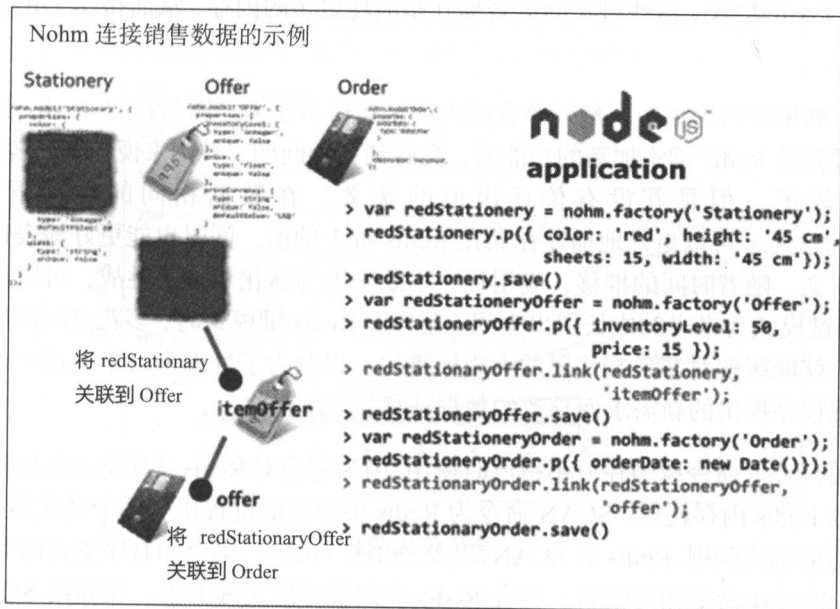 Nohm 连接销售数据的示例
Stationery
Offer
Order
node JS
application
> var redStationery = nohm.factory('Stationery');
> redStationery.p({ color: 'red', height: '45 cm',
sheets: 15, width: '45 cm'});
> redStationery.save()
> var redStationeryOffer = nohm.factory('Offer');
> redStationeryOffer.p({ inventoryLevel: 50,
price: 15 });
> redStationaryOffer.link(redStationery,
'itemOffer');
> redStationeryOffer.save()
> var redStationeryOrder = nohm.factory('Order');
> redStationeryOrder.p({ orderDate: new Date()});
> redStationaryOrder.link(redStationeryOffer,
'offer');
> redStationaryOrder.save()
将 redStationary
关联到 Offer
itemOffer
offer
将 redStationaryOffer
关联到 Order